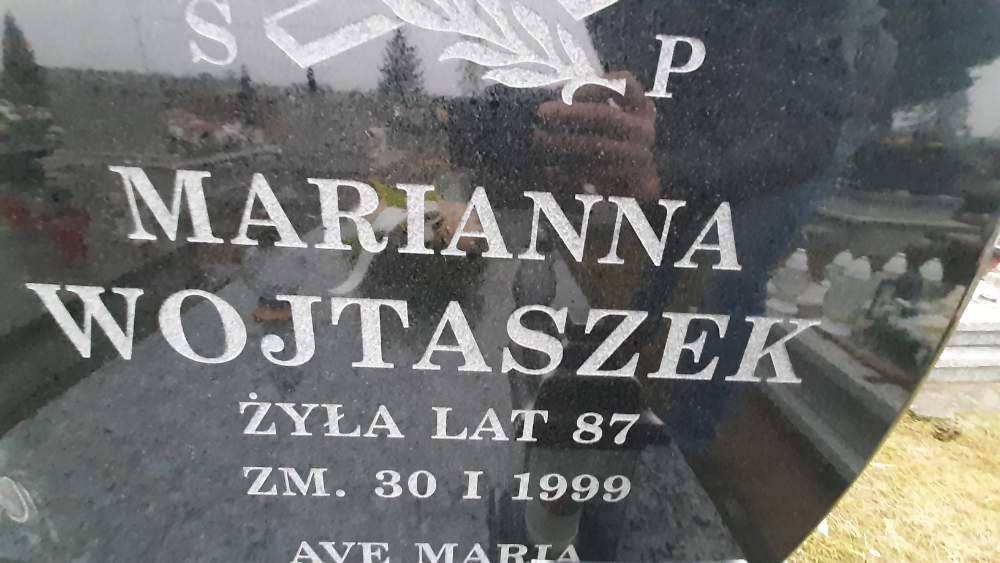 S P
MARIANNA
WOJTASZEK
ŻYŁA LAT 87
ZM. 30 I 1999
AVE MARIA